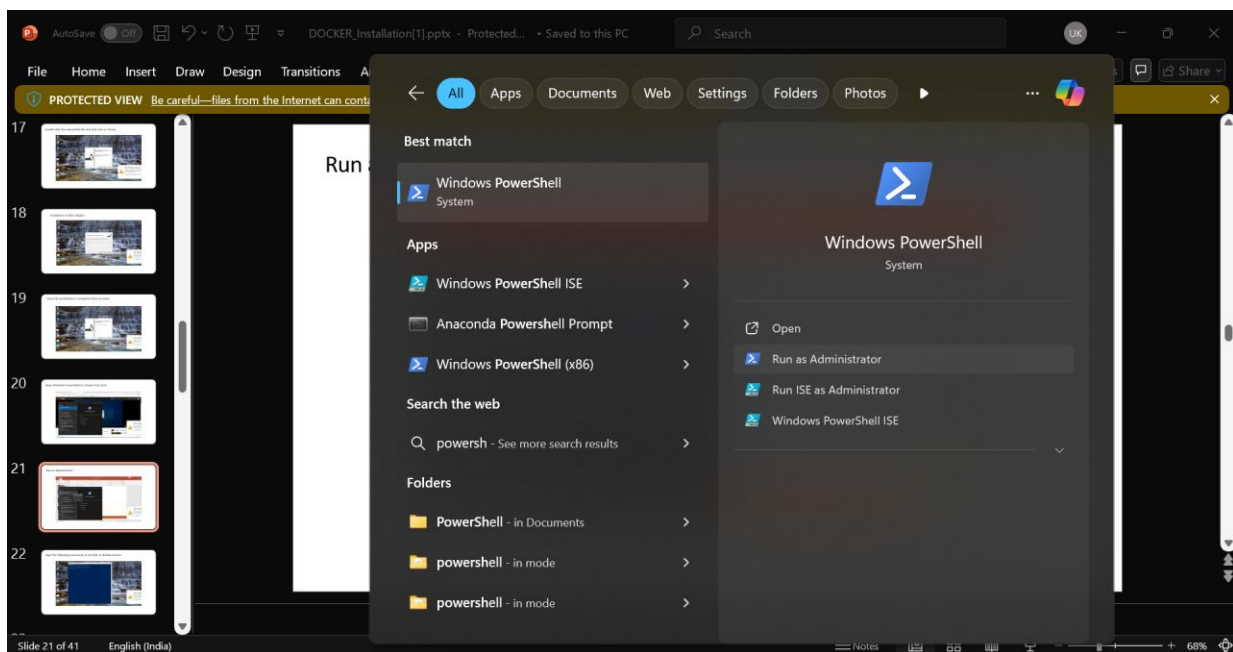 AutoSave Off DOCKER_Installation[1].pptx - Protected... • Saved to this PC Search UK
File Home Insert Draw Design Transitions A Share
PROTECTED VIEW Be careful—files from the Internet can conta
All Apps Documents Web Settings Folders Photos
17
18
19
20
21
22
Run a
Best match
Windows PowerShell
System
Apps
Windows PowerShell ISE
Anaconda Powershell Prompt
Windows PowerShell (x86)
Search the web
powersh - See more search results
Folders
PowerShell - in Documents
powershell - in mode
powershell - in mode
Windows PowerShell
System
Open
Run as Administrator
Run ISE as Administrator
Windows PowerShell ISE
Slide 21 of 41 English (India) Notes 68%